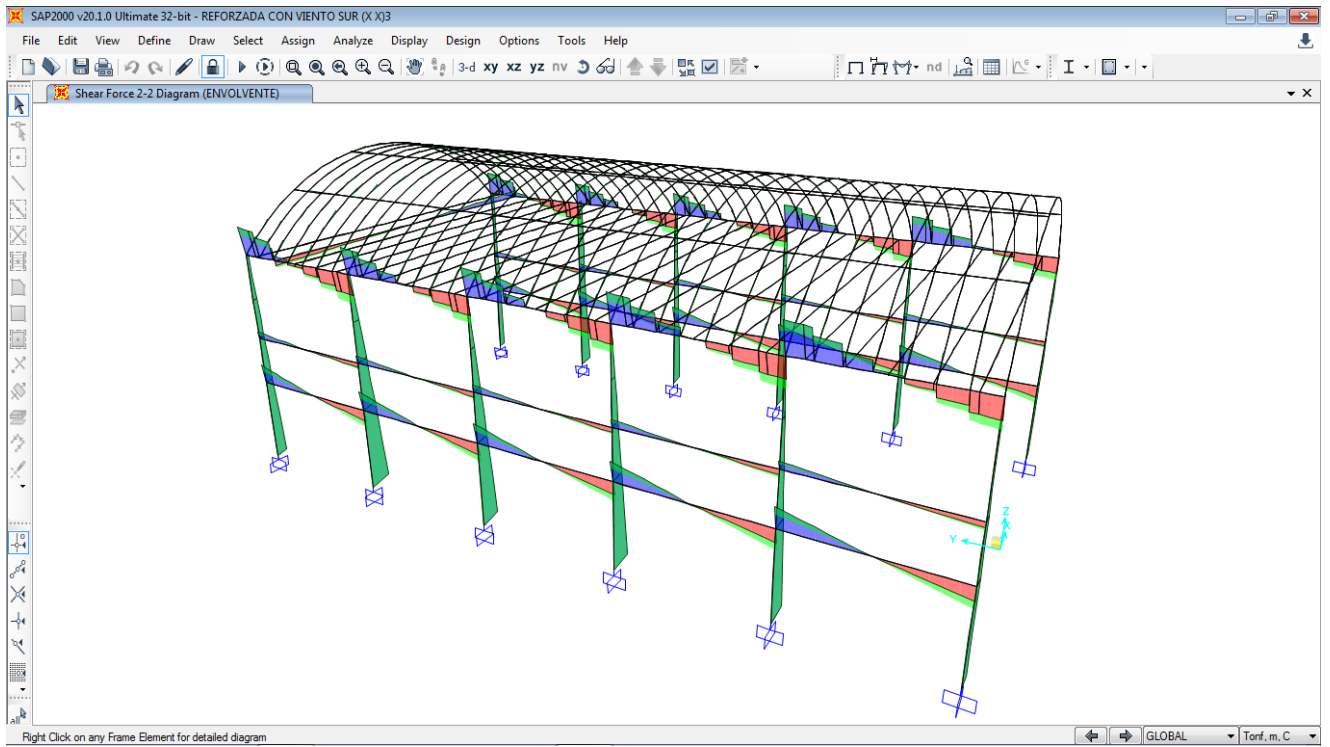 SAP2000 v20.1.0 Ultimate 32-bit - REFORZADA CON VIENTO SUR (X X)3
File Edit View Define Draw Select Assign Analyze Display Design Options Tools Help
3-d xy xz yz nv nd
Shear Force 2-2 Diagram (ENVOLVENTE)
Z
X
Y
all
Right Click on any Frame Element for detailed diagram
GLOBAL
Tonf, m, C